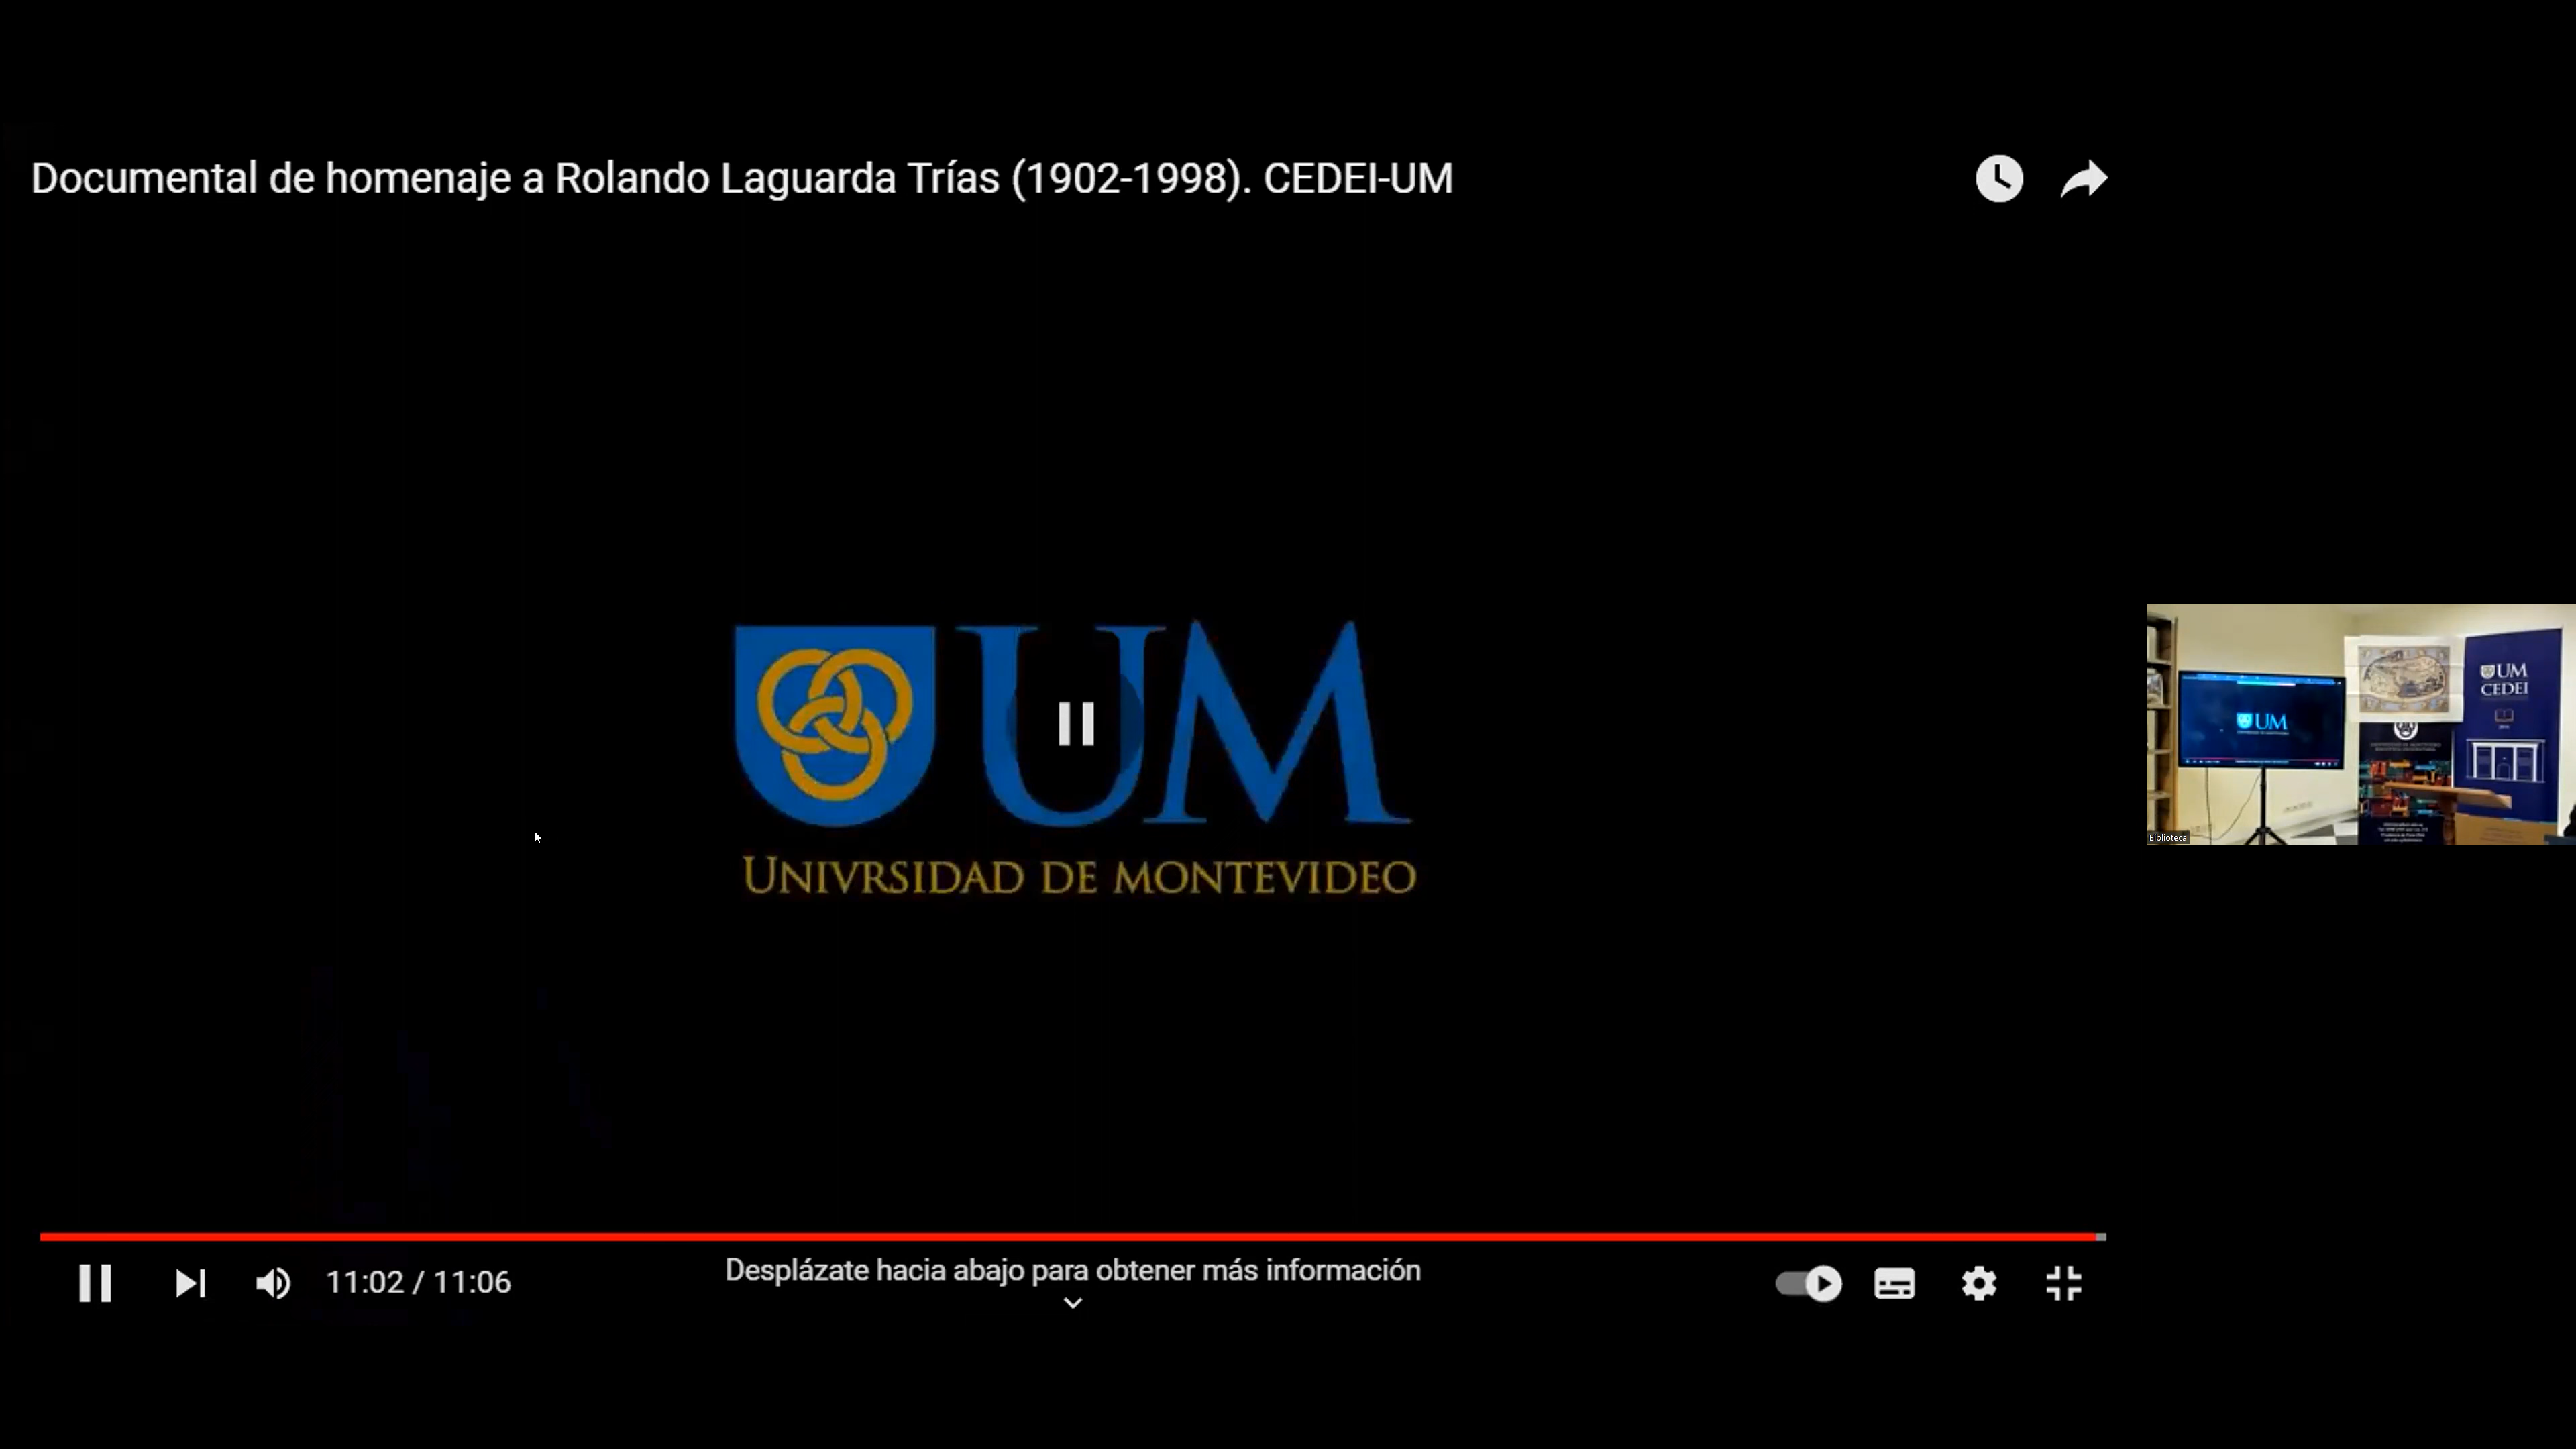 Documental de homenaje a Rolando Laguarda Trías (1902-1998). CEDEI-UM
UM
UNIVRSIDAD DE MONTEVIDEO
UM
UM
CEDEI
Biblioteca
11:02 / 11:06
Desplázate hacia abajo para obtener más información